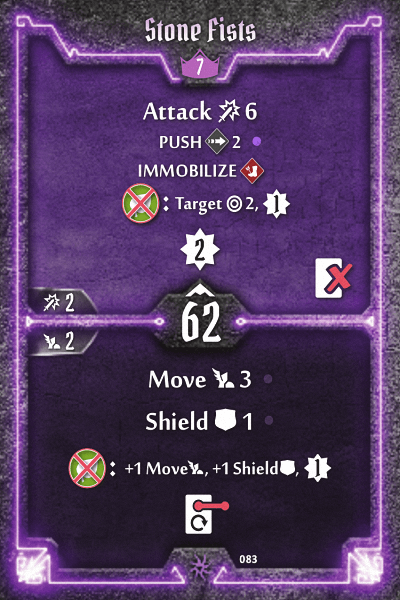 Stone Fists
7
Attack 6
PUSH 2
IMMOBILIZE
: Target 2, 1
2
2
62
2
Move 3
Shield 1
: +1 Move, +1 Shield, 1
083